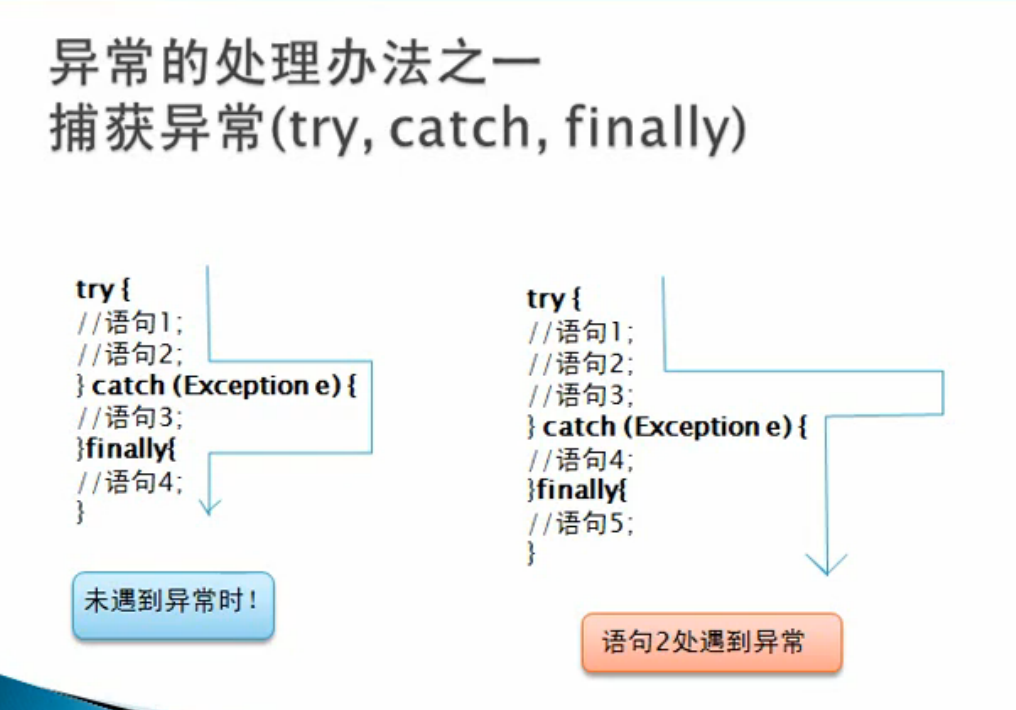 异常的处理办法之一
捕获异常(try, catch, finally)
try {
//语句1;
//语句2;
} catch (Exception e) {
//语句3;
}finally{
//语句4;
}
未遇到异常时!
try {
//语句1;
//语句2;
//语句3;
} catch (Exception e) {
//语句4;
}finally{
//语句5;
}
语句2处遇到异常